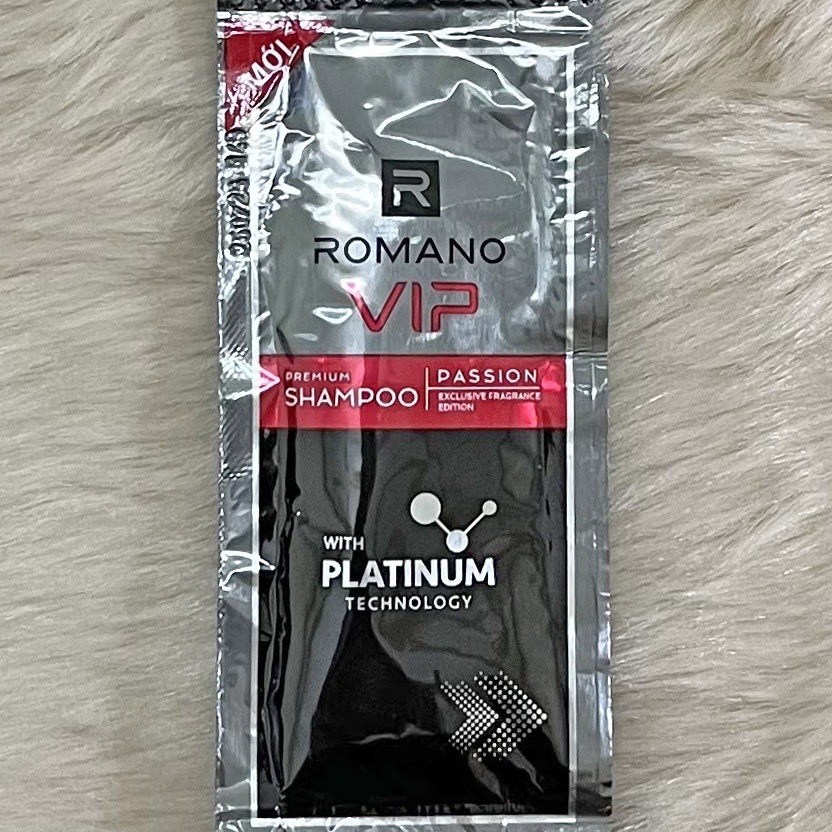 MỚI
R
ROMANO
VIP
PREMIUM
SHAMPOO
PASSION
EXCLUSIVE FRAGRANCE
EDITION
WITH
PLATINUM
TECHNOLOGY